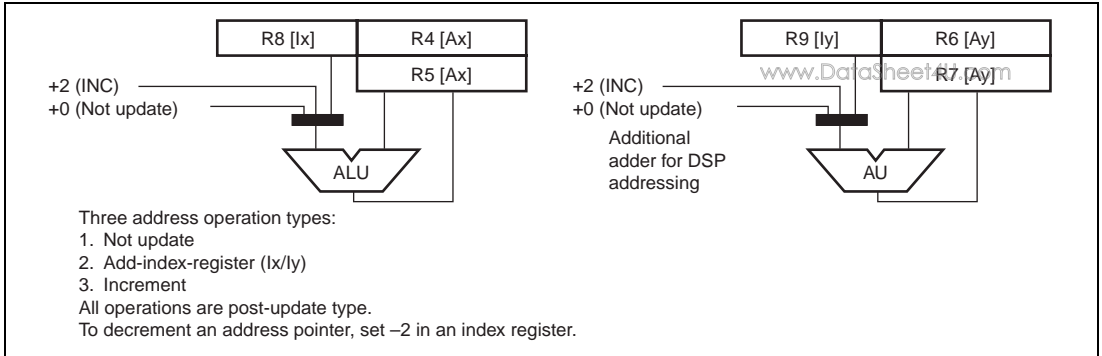 R8 [Ix]
R4 [Ax]
R5 [Ax]
+2 (INC)
+0 (Not update)
ALU
R9 [Iy]
R6 [Ay]
R7 [Ay]
www.DataSheet4U.com
+2 (INC)
+0 (Not update)
Additional
adder for DSP
addressing
AU
Three address operation types:
1. Not update
2. Add-index-register (Ix/Iy)
3. Increment
All operations are post-update type.
To decrement an address pointer, set –2 in an index register.